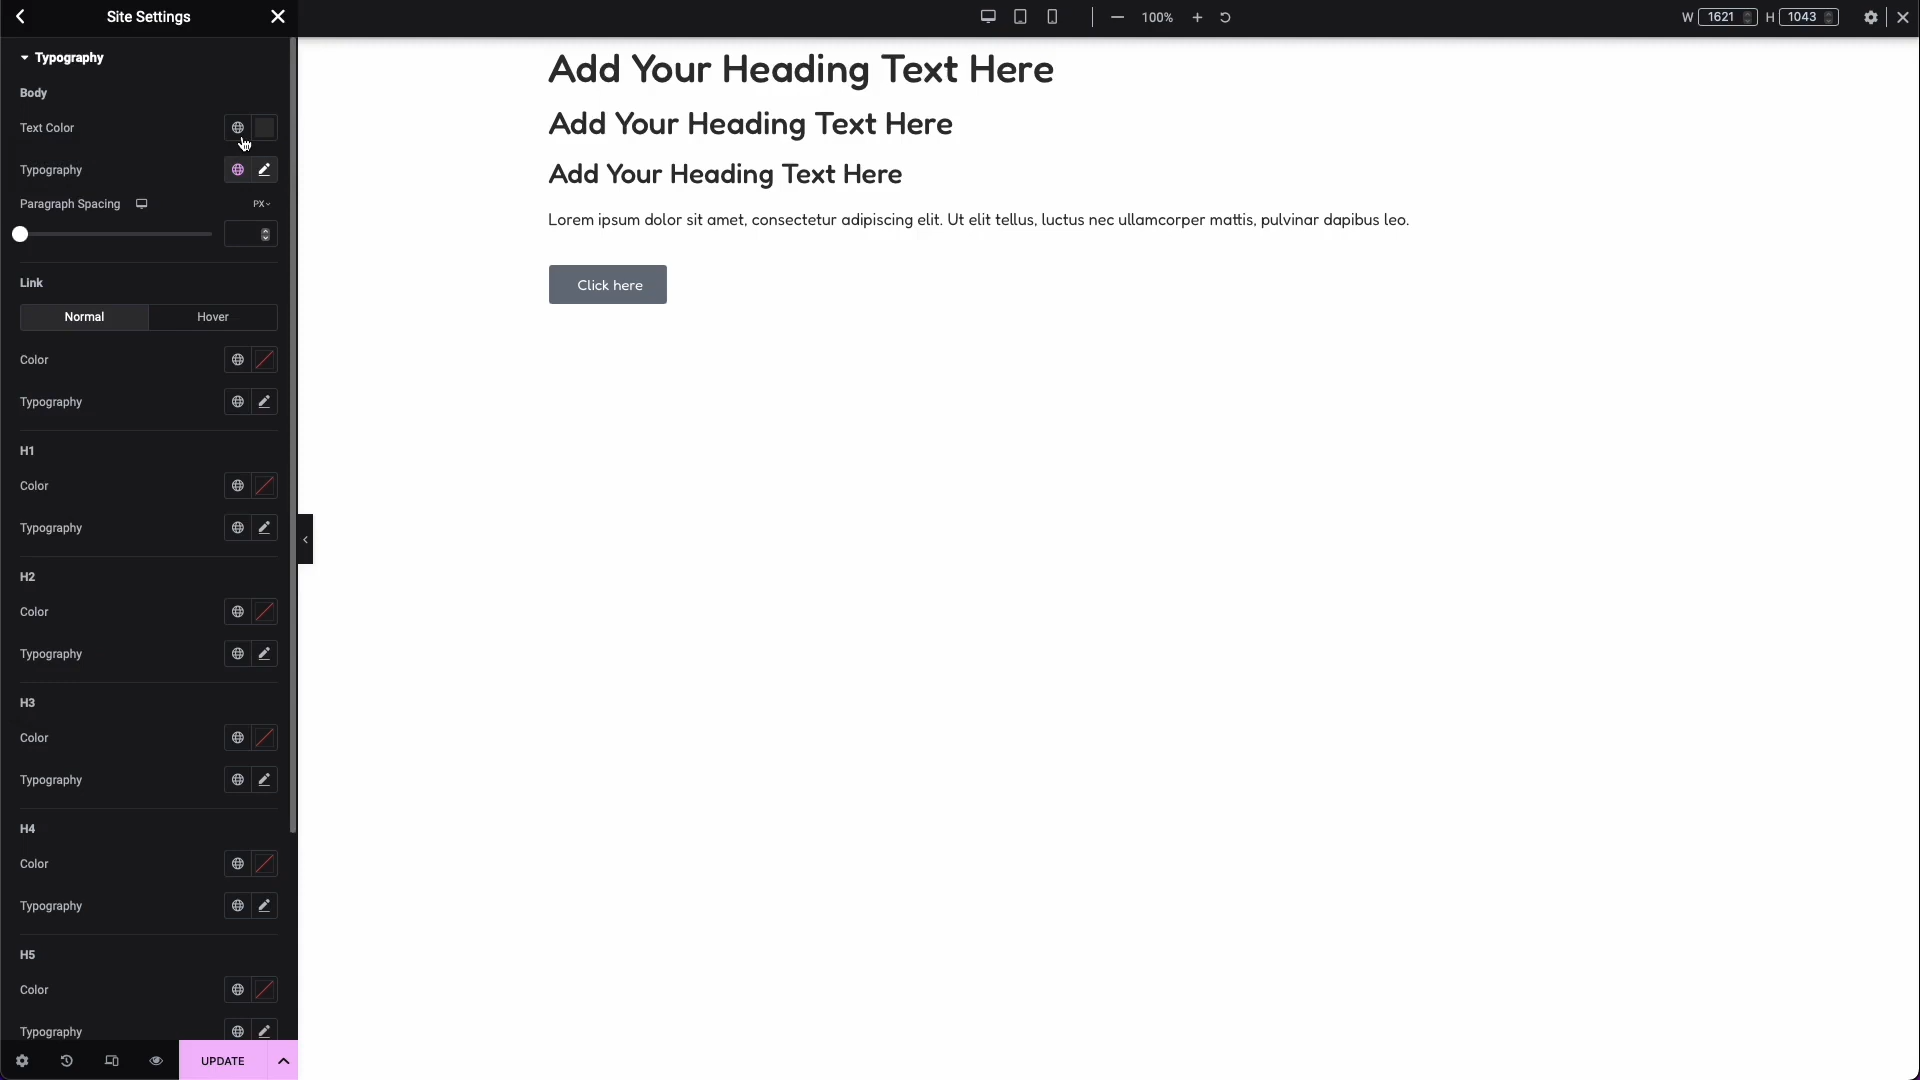 Site Settings
100%
W 1621 H 1043
Typography
Body
Text Color
Typography
Paragraph Spacing PX
Link
Normal Hover
Color
Typography
H1
Color
Typography
H2
Color
Typography
H3
Color
Typography
H4
Color
Typography
H5
Color
Typography
UPDATE
Add Your Heading Text Here
Add Your Heading Text Here
Add Your Heading Text Here
Lorem ipsum dolor sit amet, consectetur adipiscing elit. Ut elit tellus, luctus nec ullamcorper mattis, pulvinar dapibus leo.
Click here